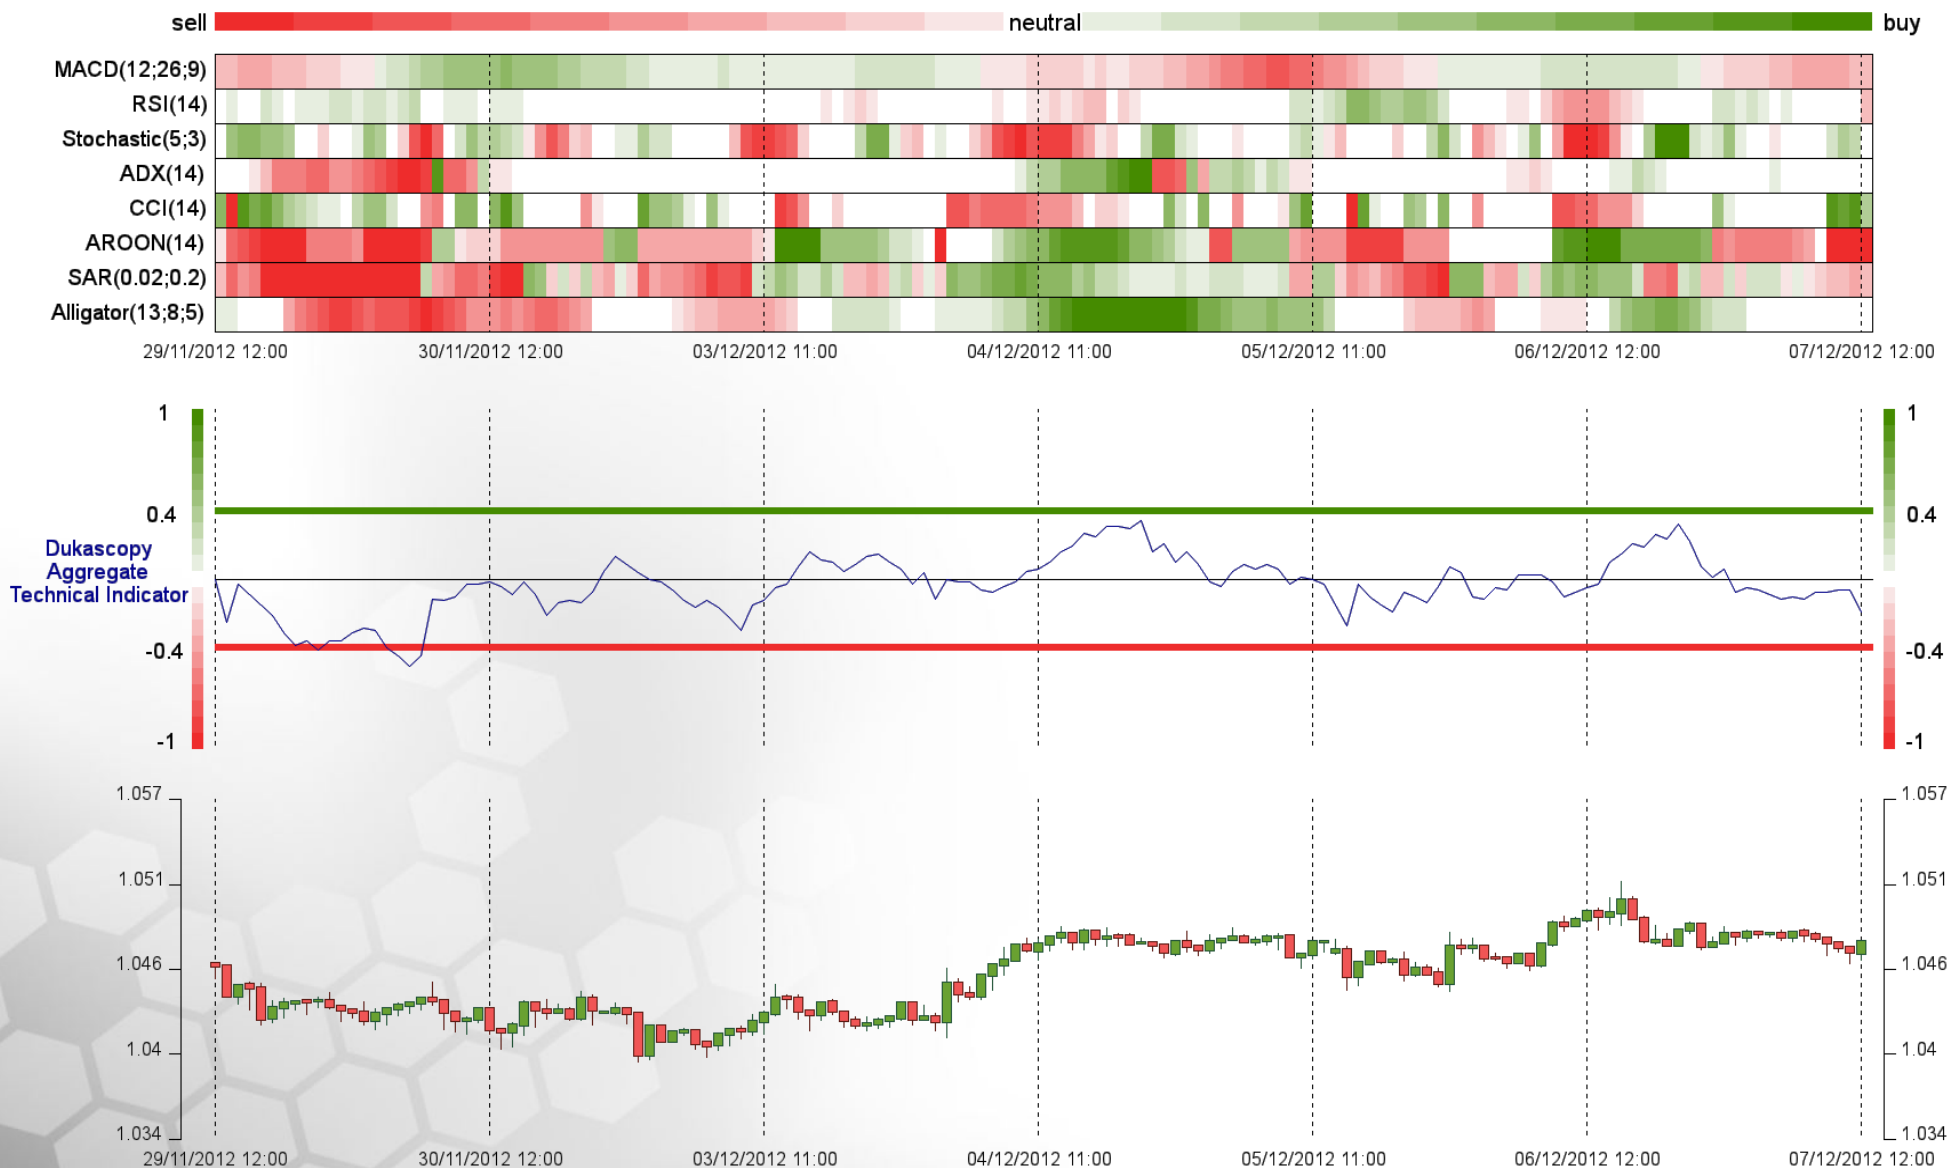 sell neutral buy
MACD(12;26;9)
RSI(14)
Stochastic(5;3)
ADX(14)
CCI(14)
AROON(14)
SAR(0.02;0.2)
Alligator(13;8;5)
29/11/2012 12:00 30/11/2012 12:00 03/12/2012 11:00 04/12/2012 11:00 05/12/2012 11:00 06/12/2012 12:00 07/12/2012 12:00
1 1
0.4 0.4
Dukascopy
Aggregate
Technical Indicator
-0.4 -0.4
-1 -1
1.057 1.057
1.051 1.051
1.046 1.046
1.04 1.04
1.034 1.034
29/11/2012 12:00 30/11/2012 12:00 03/12/2012 11:00 04/12/2012 11:00 05/12/2012 11:00 06/12/2012 12:00 07/12/2012 12:00